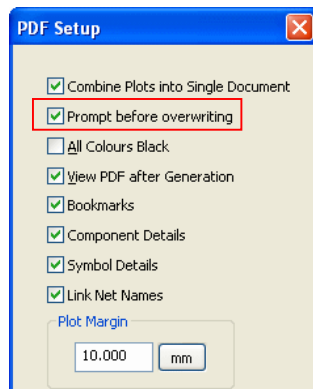 PDF Setup
Combine Plots into Single Document
Prompt before overwriting
All Colours Black
View PDF after Generation
Bookmarks
Component Details
Symbol Details
Link Net Names
Plot Margin
10.000 mm